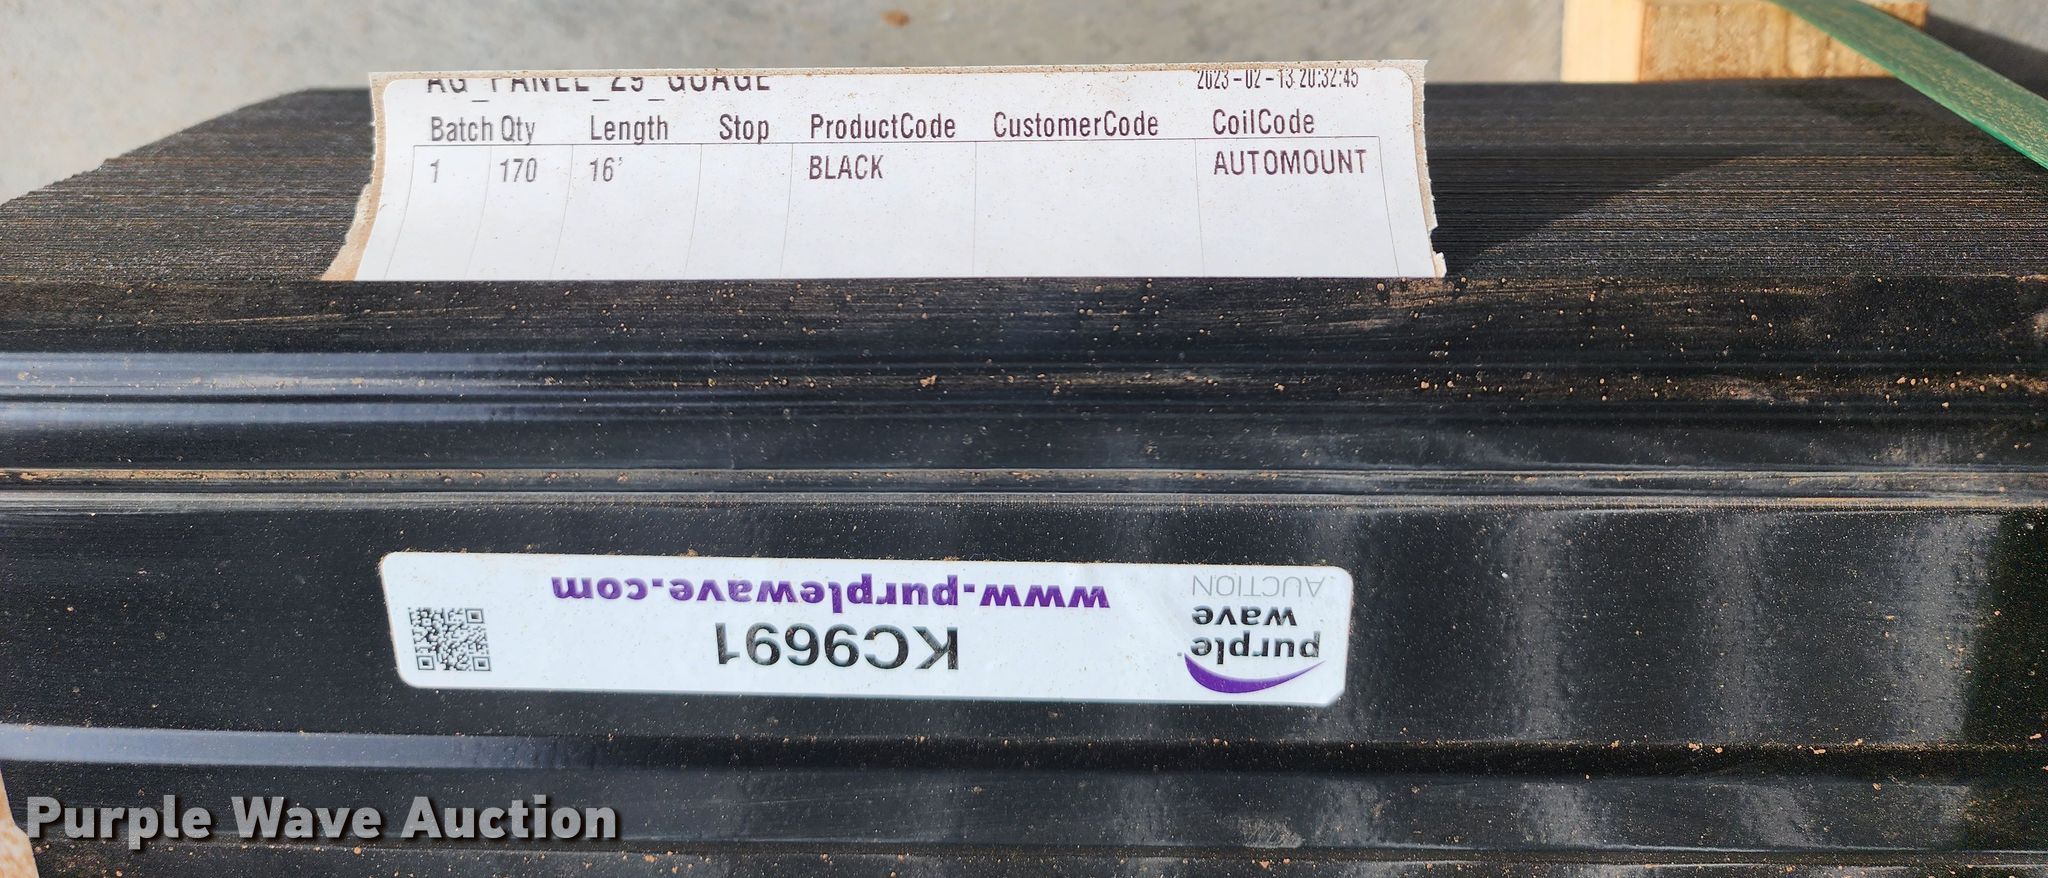 AG_PANEL_29_GUAGE 2023-02-13 20:32:45
Batch Qty Length Stop ProductCode CustomerCode CoilCode
1 170 16' BLACK AUTOMOUNT
purple
wave
AUCTION
KC9691
www.purplewave.com
Purple Wave Auction